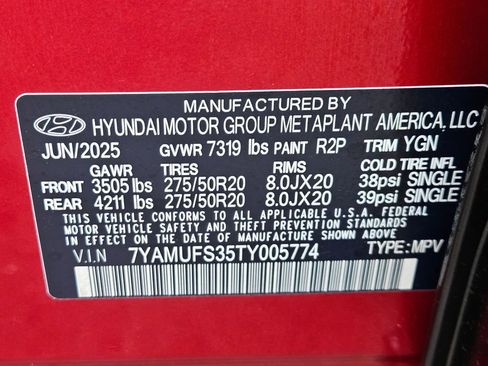 MANUFACTURED BY
HYUNDAI MOTOR GROUP METAPLANT AMERICA, LLC
JUN/2025 GVWR 7319 lbs PAINT R2P TRIM YGN
GAWR TIRES RIMS COLD TIRE INFL
FRONT 3505 lbs 275/50R20 8.0JX20 38psi SINGLE
REAR 4211 lbs 275/50R20 8.0JX20 39psi SINGLE
THIS VEHICLE CONFORMS TO ALL APPLICABLE U.S.A. FEDERAL
MOTOR VEHICLE SAFETY AND THEFT PREVENTION STANDARDS
IN EFFECT ON THE DATE OF MANUFACTURE SHOWN ABOVE.
V.I.N 7YAMUFS35TY005774 TYPE: MPV